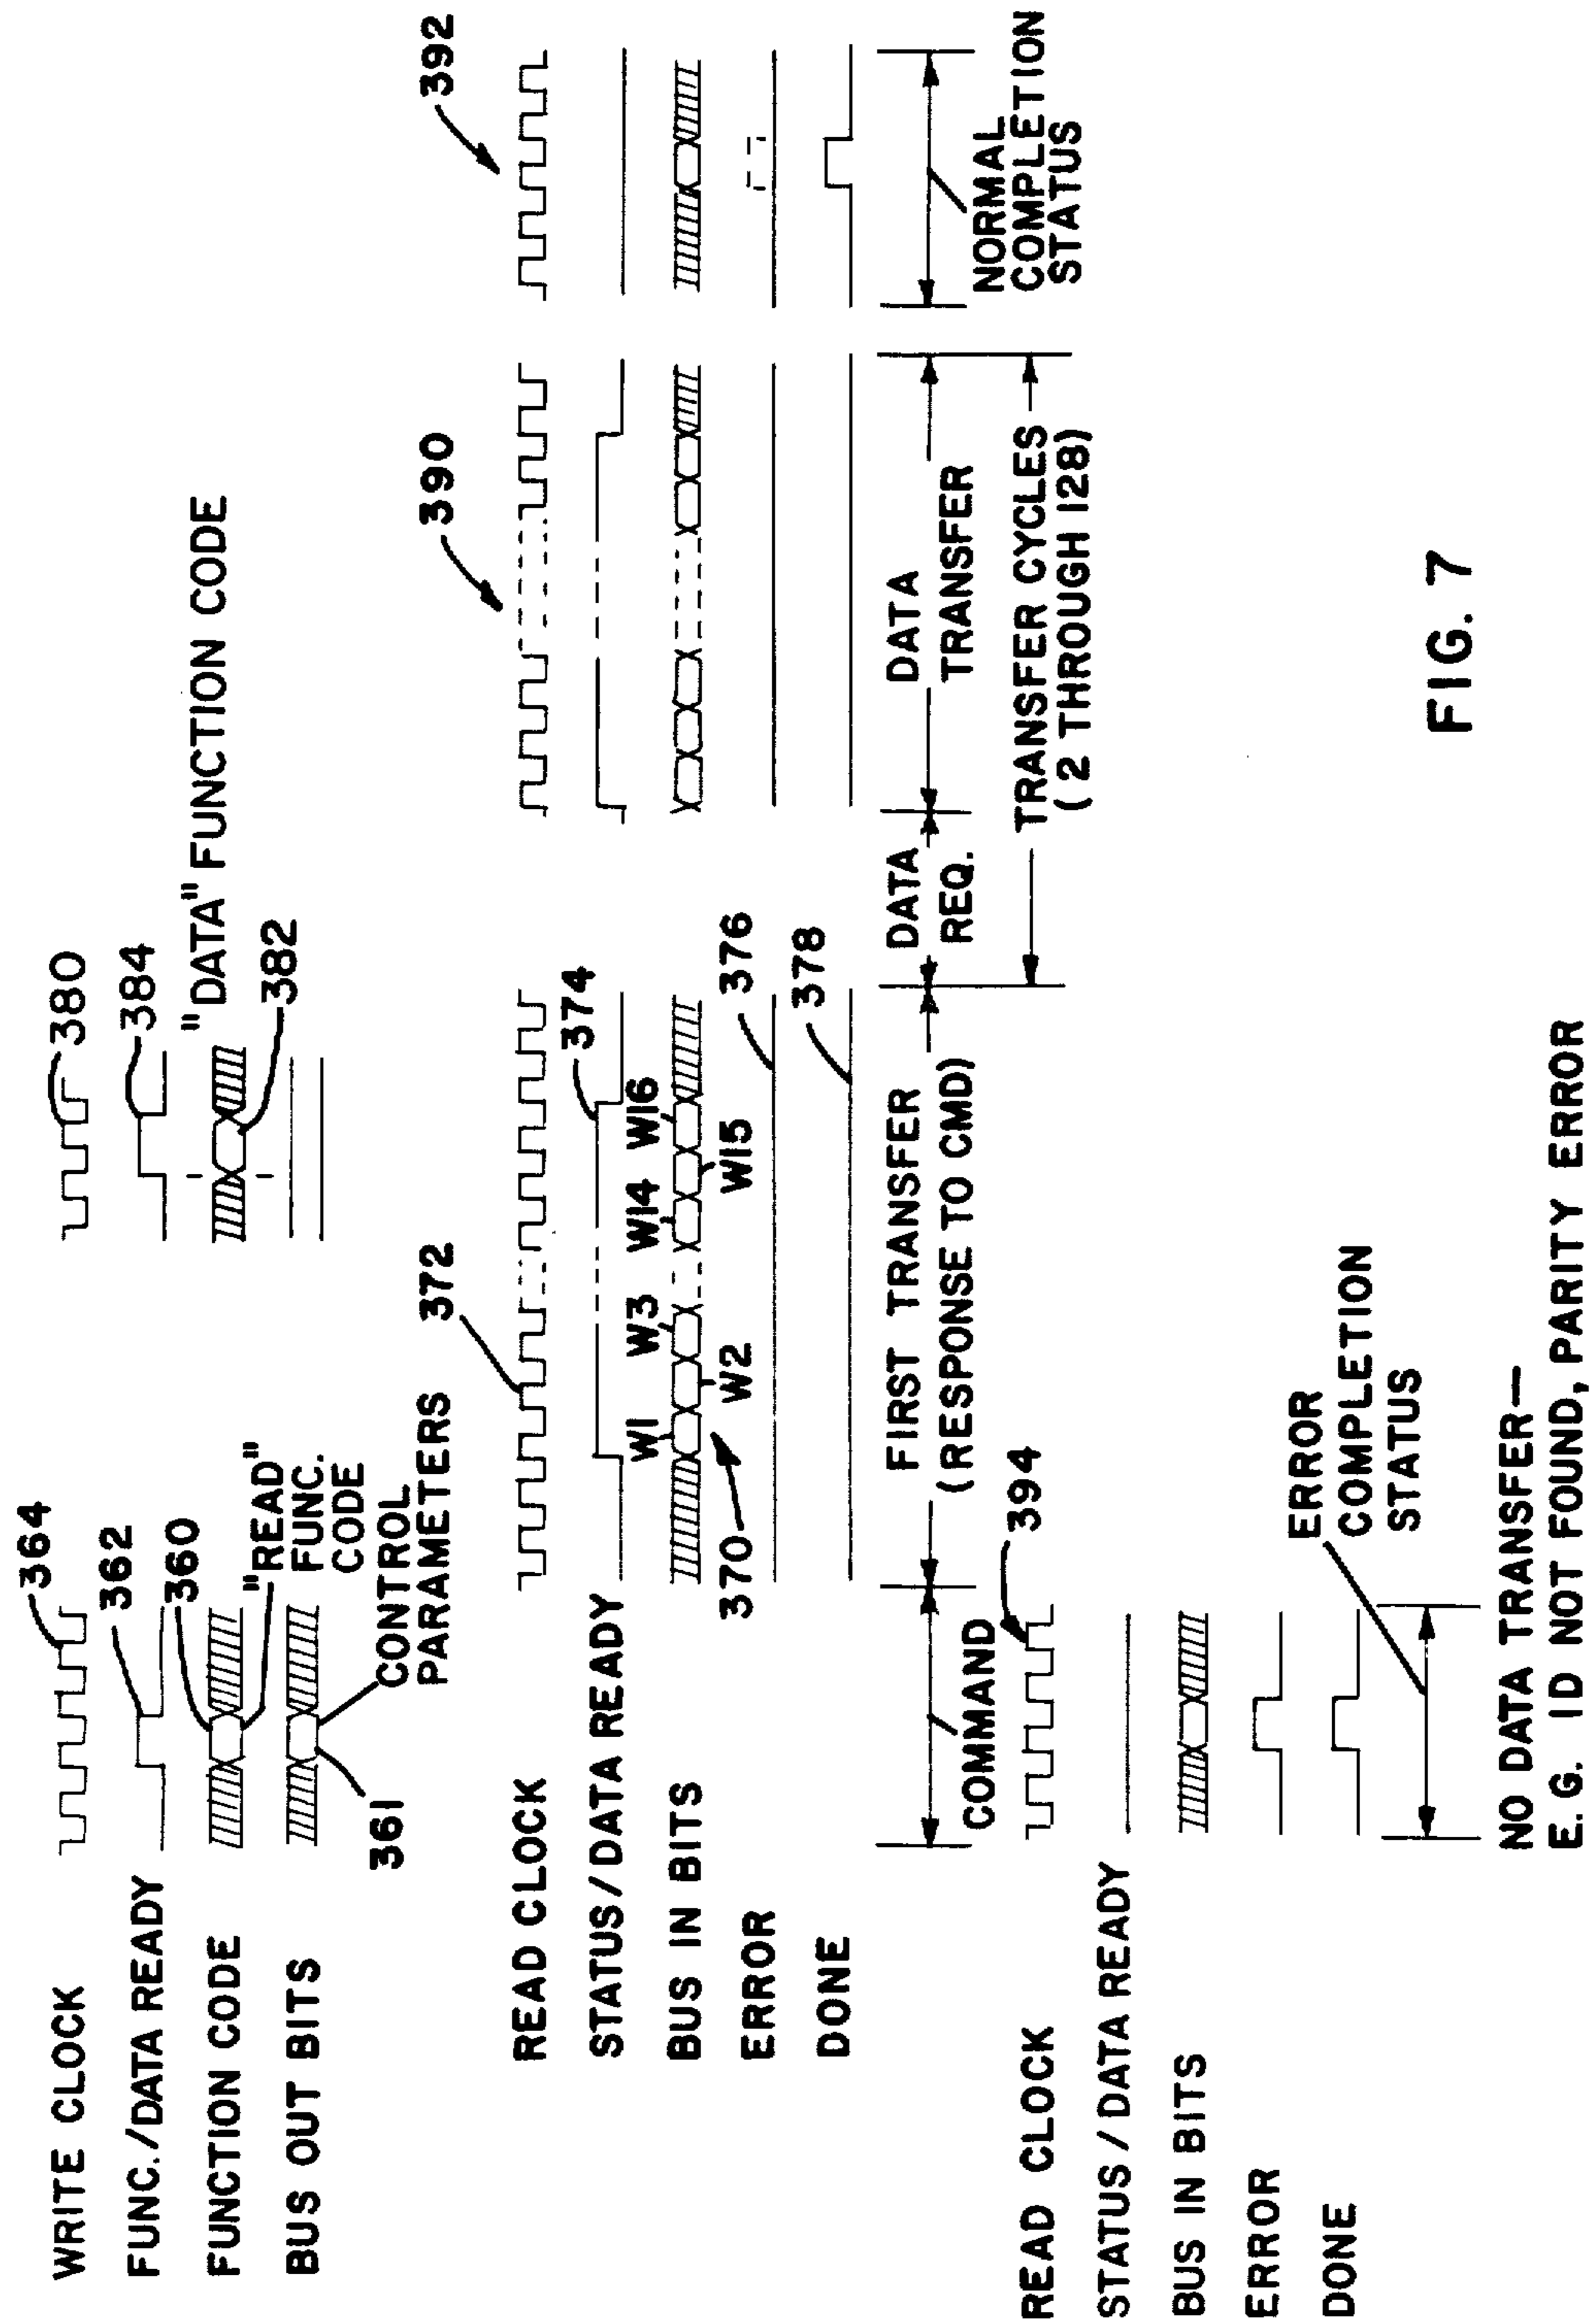 WRITE CLOCK
364
380
FUNC./DATA READY
362
384
FUNCTION CODE
360
"READ"
FUNC.
CODE
"DATA" FUNCTION CODE
382
BUS OUT BITS
361
CONTROL
PARAMETERS
READ CLOCK
372
390
392
STATUS/DATA READY
374
BUS IN BITS
370
W1
W2
W3
W14
W15
W16
ERROR
376
DONE
378
COMMAND
FIRST TRANSFER
(RESPONSE TO CMD)
DATA
REQ.
DATA
TRANSFER
TRANSFER CYCLES
(2 THROUGH 128)
NORMAL
COMPLETION
STATUS
READ CLOCK
394
STATUS/DATA READY
BUS IN BITS
ERROR
DONE
ERROR
COMPLETION
STATUS
NO DATA TRANSFER—
E.G. ID NOT FOUND, PARITY ERROR
FIG. 7